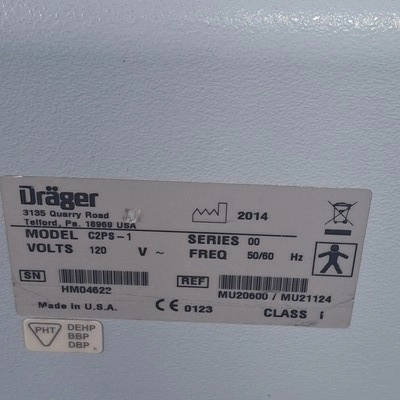 Dräger
3135 Quarry Road
Telford, Pa. 18969 USA
2014
MODEL C2PS-1 SERIES 00
VOLTS 120 V ~ FREQ 50/60 Hz
SN HM04622 REF MU20600 / MU21124
Made in U.S.A. CE 0123 CLASS I
PHT DEHP
BBP
DBP